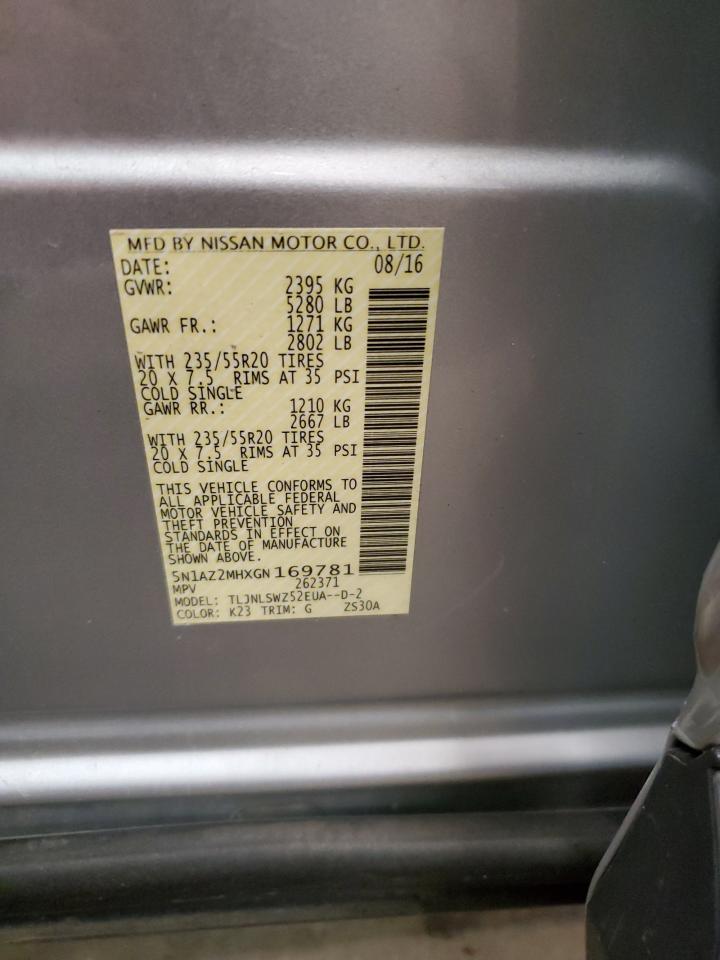 MFD BY NISSAN MOTOR CO., LTD.
DATE: 08/16
GVWR: 2395 KG
5280 LB
GAWR FR.: 1271 KG
2802 LB
WITH 235/55R20 TIRES
20 X 7.5 RIMS AT 35 PSI
COLD SINGLE
GAWR RR.: 1210 KG
2667 LB
WITH 235/55R20 TIRES
20 X 7.5 RIMS AT 35 PSI
COLD SINGLE
THIS VEHICLE CONFORMS TO
ALL APPLICABLE FEDERAL
MOTOR VEHICLE SAFETY AND
THEFT PREVENTION
STANDARDS IN EFFECT ON
THE DATE OF MANUFACTURE
SHOWN ABOVE.
5N1AZ2MHXGN169781
MPV 262371
MODEL: TLJNLSWZ52EUA--D-2
COLOR: K23 TRIM: G ZS30A